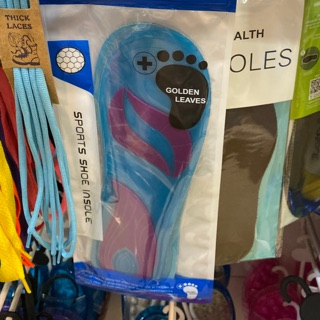 THICK
LACES
GOLDEN
LEAVES
SPORTS SHOE INSOLE
ALTH
OLES